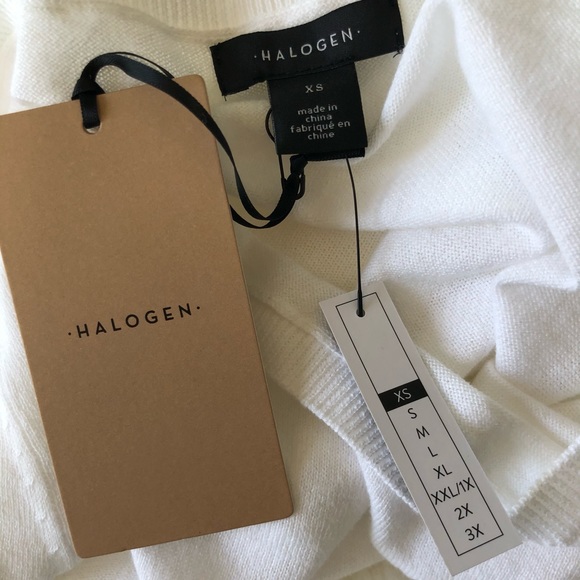 ·HALOGEN·
XS
made in
china
fabriqué en
chine
·HALOGEN·
XS
S
M
L
XL
XXL/1X
2X
3X